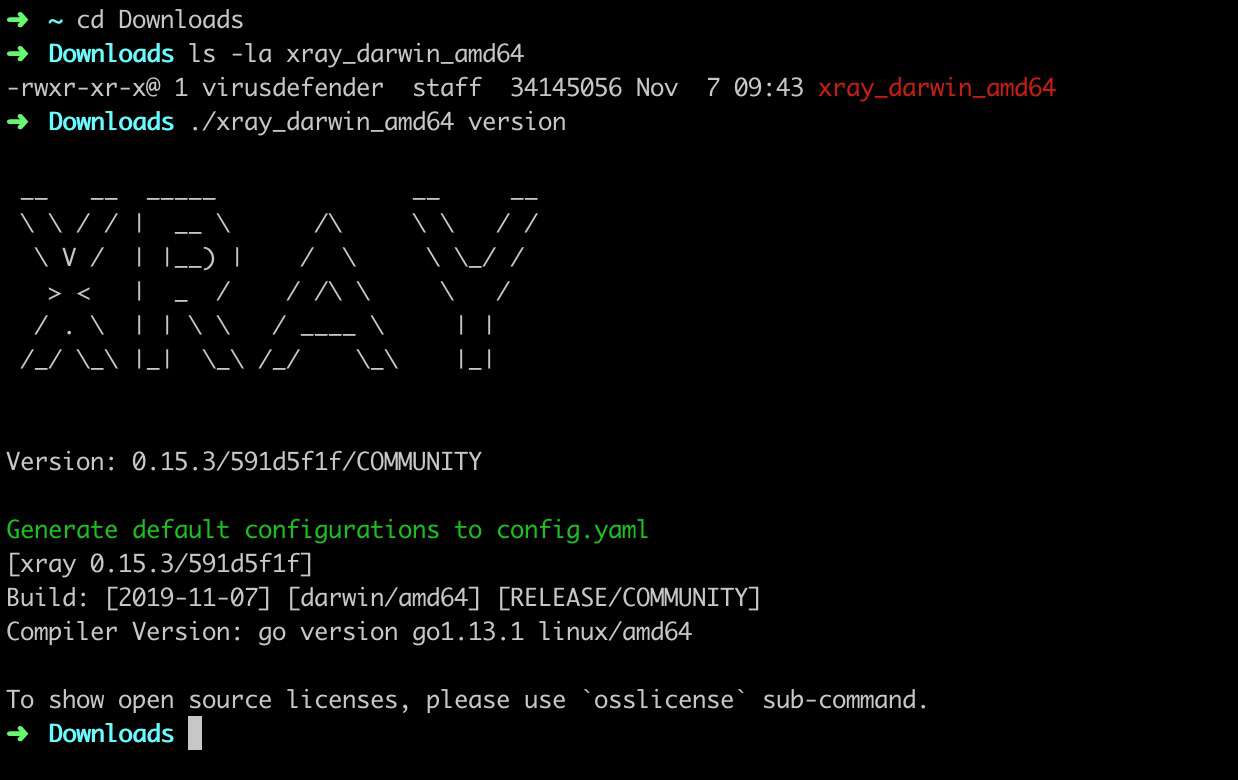 ➜  ~ cd Downloads
➜  Downloads ls -la xray_darwin_amd64
-rwxr-xr-x@ 1 virusdefender  staff  34145056 Nov  7 09:43 xray_darwin_amd64
➜  Downloads ./xray_darwin_amd64 version
 __   __  _____              __     __
 \ \ / / |  __ \      /\     \ \   / /
  \ V /  | |__) |    /  \     \ \_/ /
   > <   |  _  /    / /\ \     \   /
  / . \  | | \ \   / ____ \     | |
 /_/ \_\ |_|  \_\ /_/    \_\    |_|
Version: 0.15.3/591d5f1f/COMMUNITY
Generate default configurations to config.yaml
[xray 0.15.3/591d5f1f]
Build: [2019-11-07] [darwin/amd64] [RELEASE/COMMUNITY]
Compiler Version: go version go1.13.1 linux/amd64
To show open source licenses, please use `osslicense` sub-command.
➜  Downloads